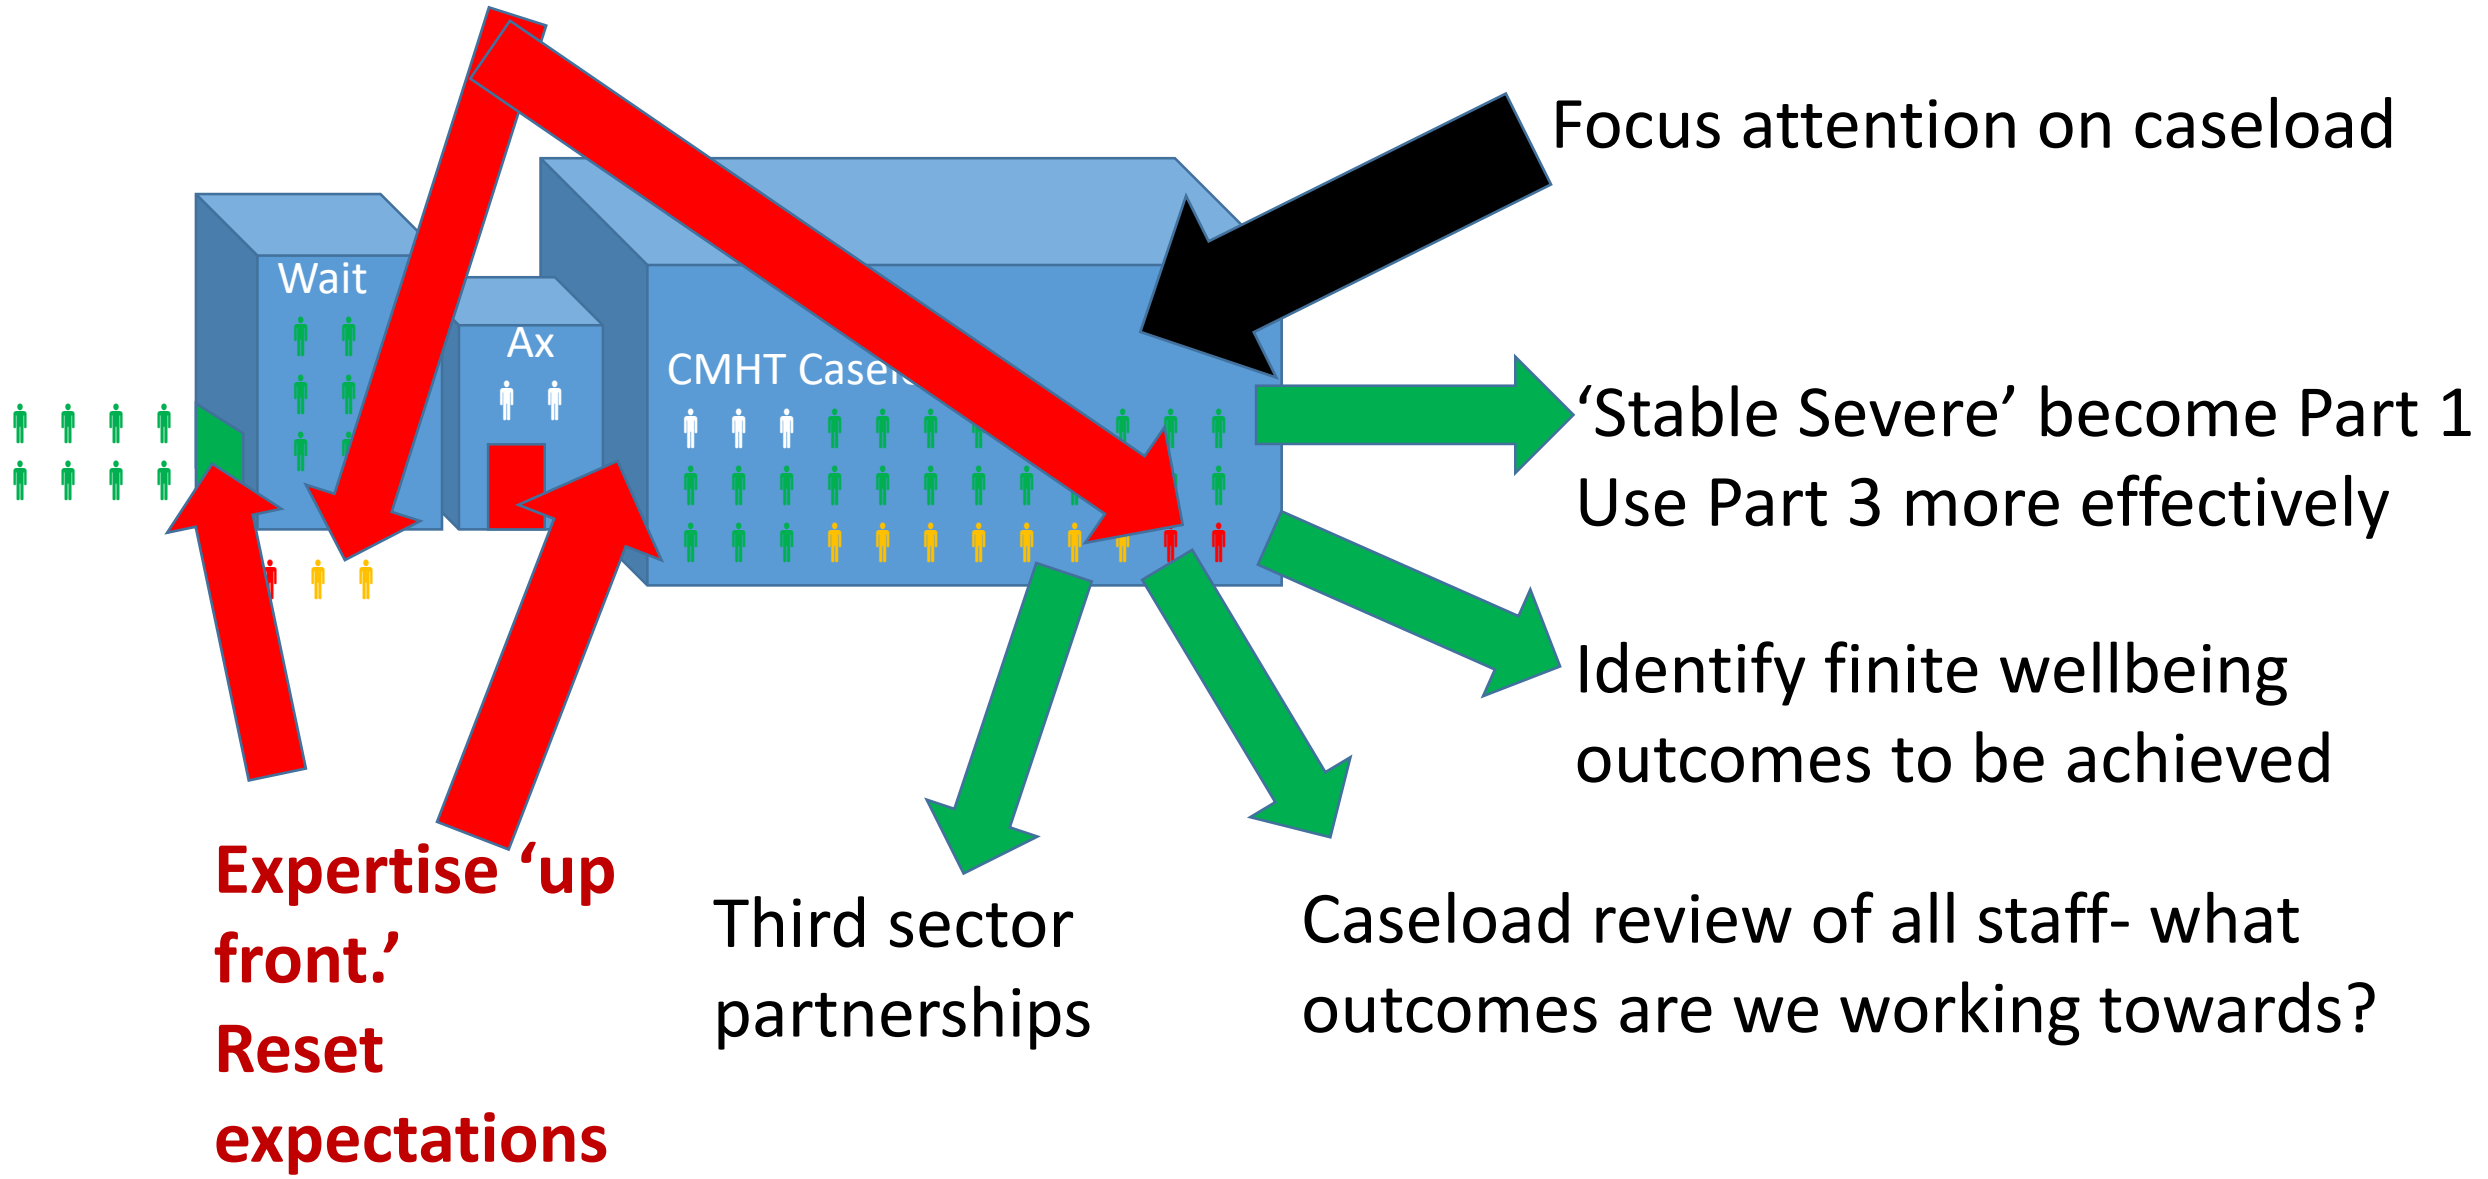 Focus attention on caseload
Wait
Ax
CMHT
‘Stable Severe’ become Part 1
Use Part 3 more effectively
Identify finite wellbeing
outcomes to be achieved
Expertise ‘up
front.’
Reset
expectations
Third sector
partnerships
Caseload review of all staff- what
outcomes are we working towards?